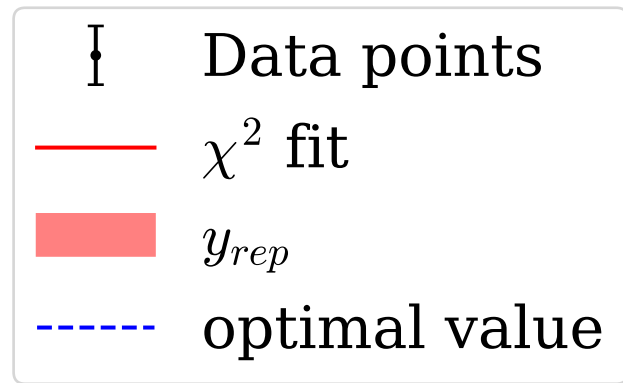 Data points
χ² fit
y_rep
optimal value